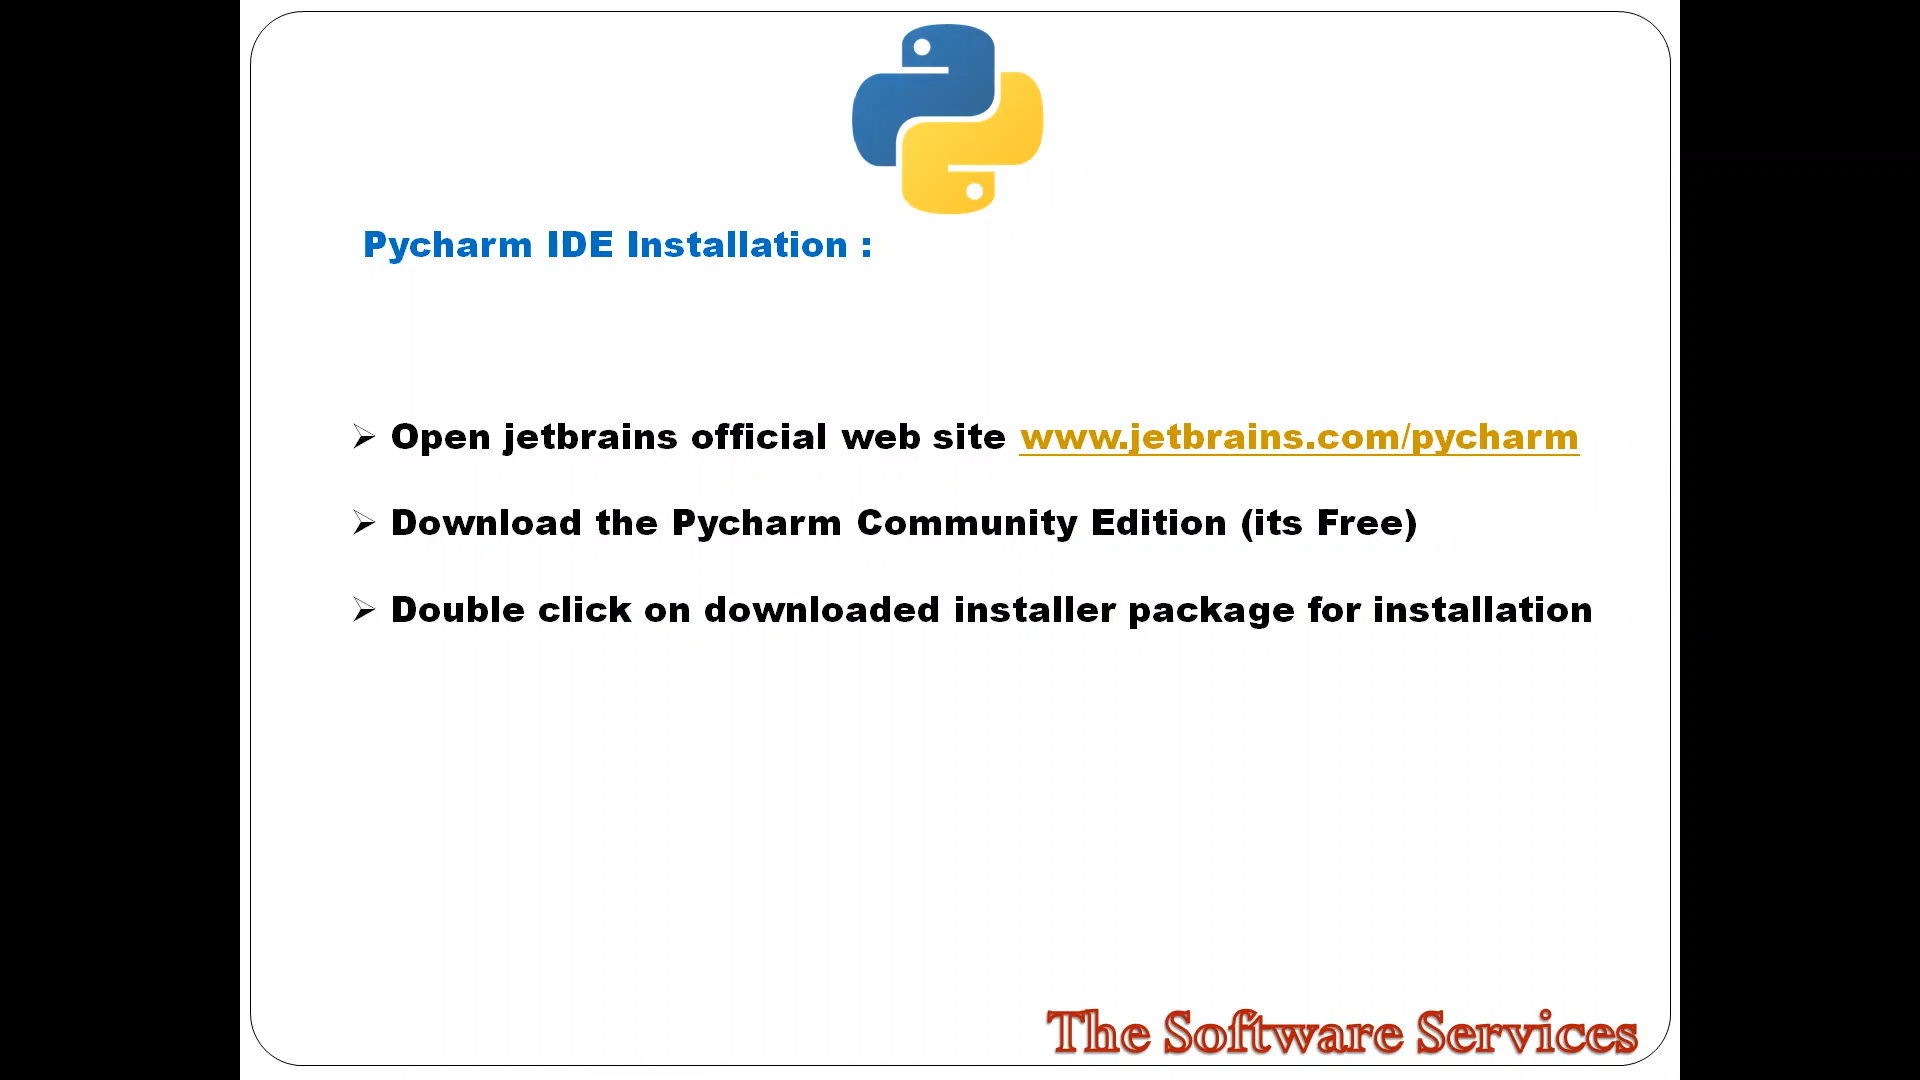 Pycharm IDE Installation :
Open jetbrains official web site www.jetbrains.com/pycharm
Download the Pycharm Community Edition (its Free)
Double click on downloaded installer package for installation
The Software Services